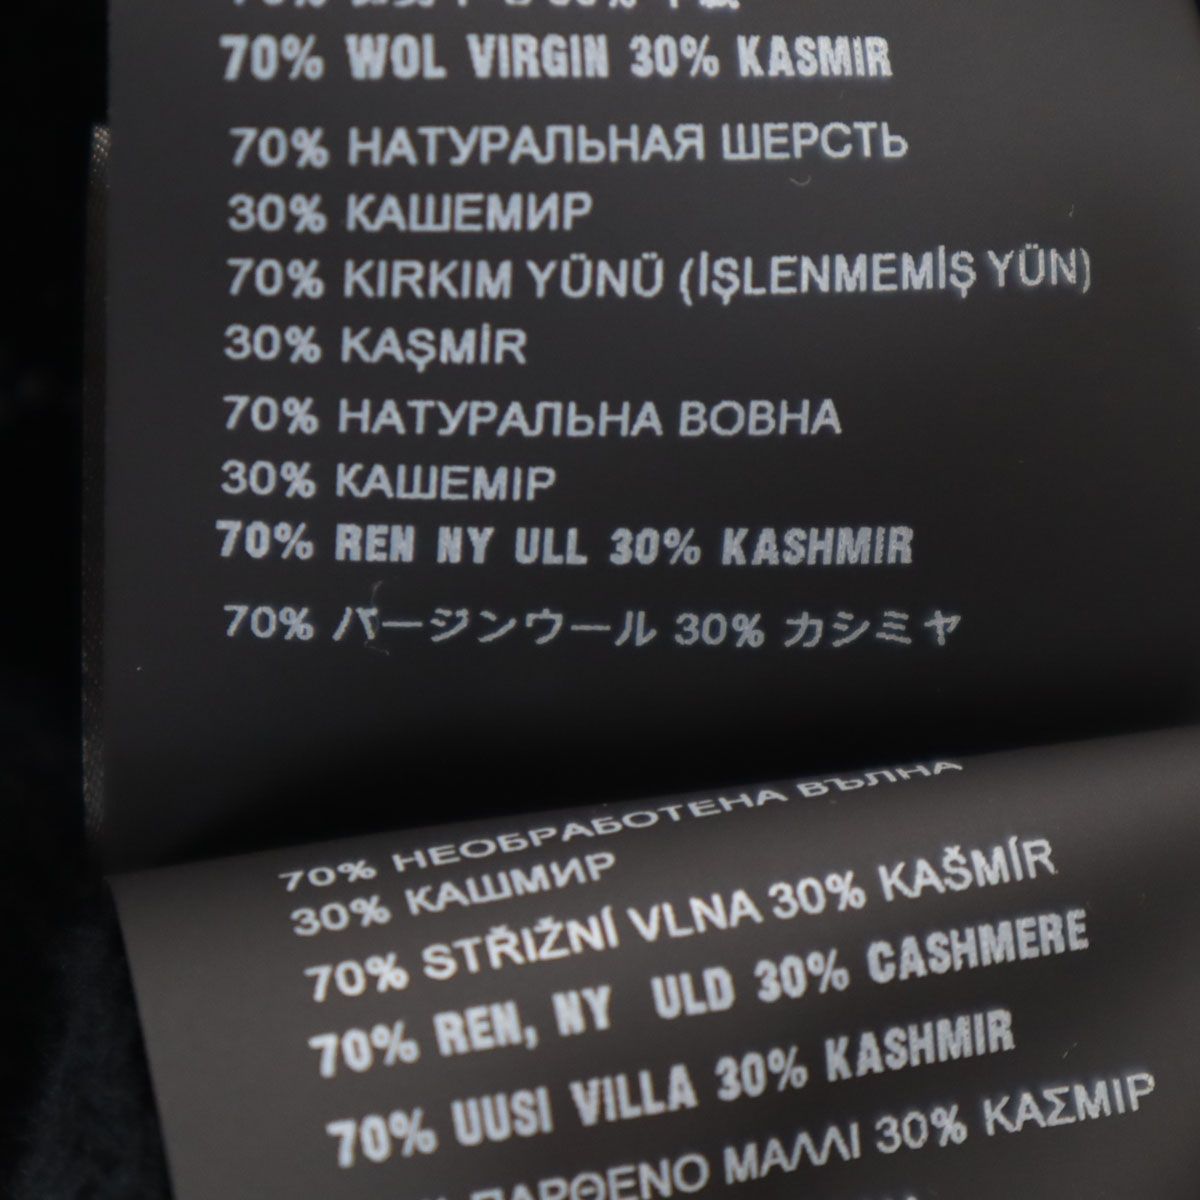 70% WOL VIRGIN 30% KASMIR
70% НАТУРАЛЬНАЯ ШЕРСТЬ
30% КАШЕМИР
70% KIRKIM YÜNÜ (İŞLENMEMİŞ YÜN)
30% KAŞMİR
70% НАТУРАЛЬНА ВОВНА
30% КАШЕМІР
70% REN NY ULL 30% KASHMIR
70% バージンウール 30% カシミヤ
70% НЕОБРАБОТЕНА ВЪЛНА
30% КАШМИР
70% STŘIŽNÍ VLNA 30% KAŠMÍR
70% REN, NY ULD 30% CASHMERE
70% UUSI VILLA 30% KASHMIR
ΠΑΡΘΕΝΟ ΜΑΛΛΙ 30% ΚΑΣΜΙΡ